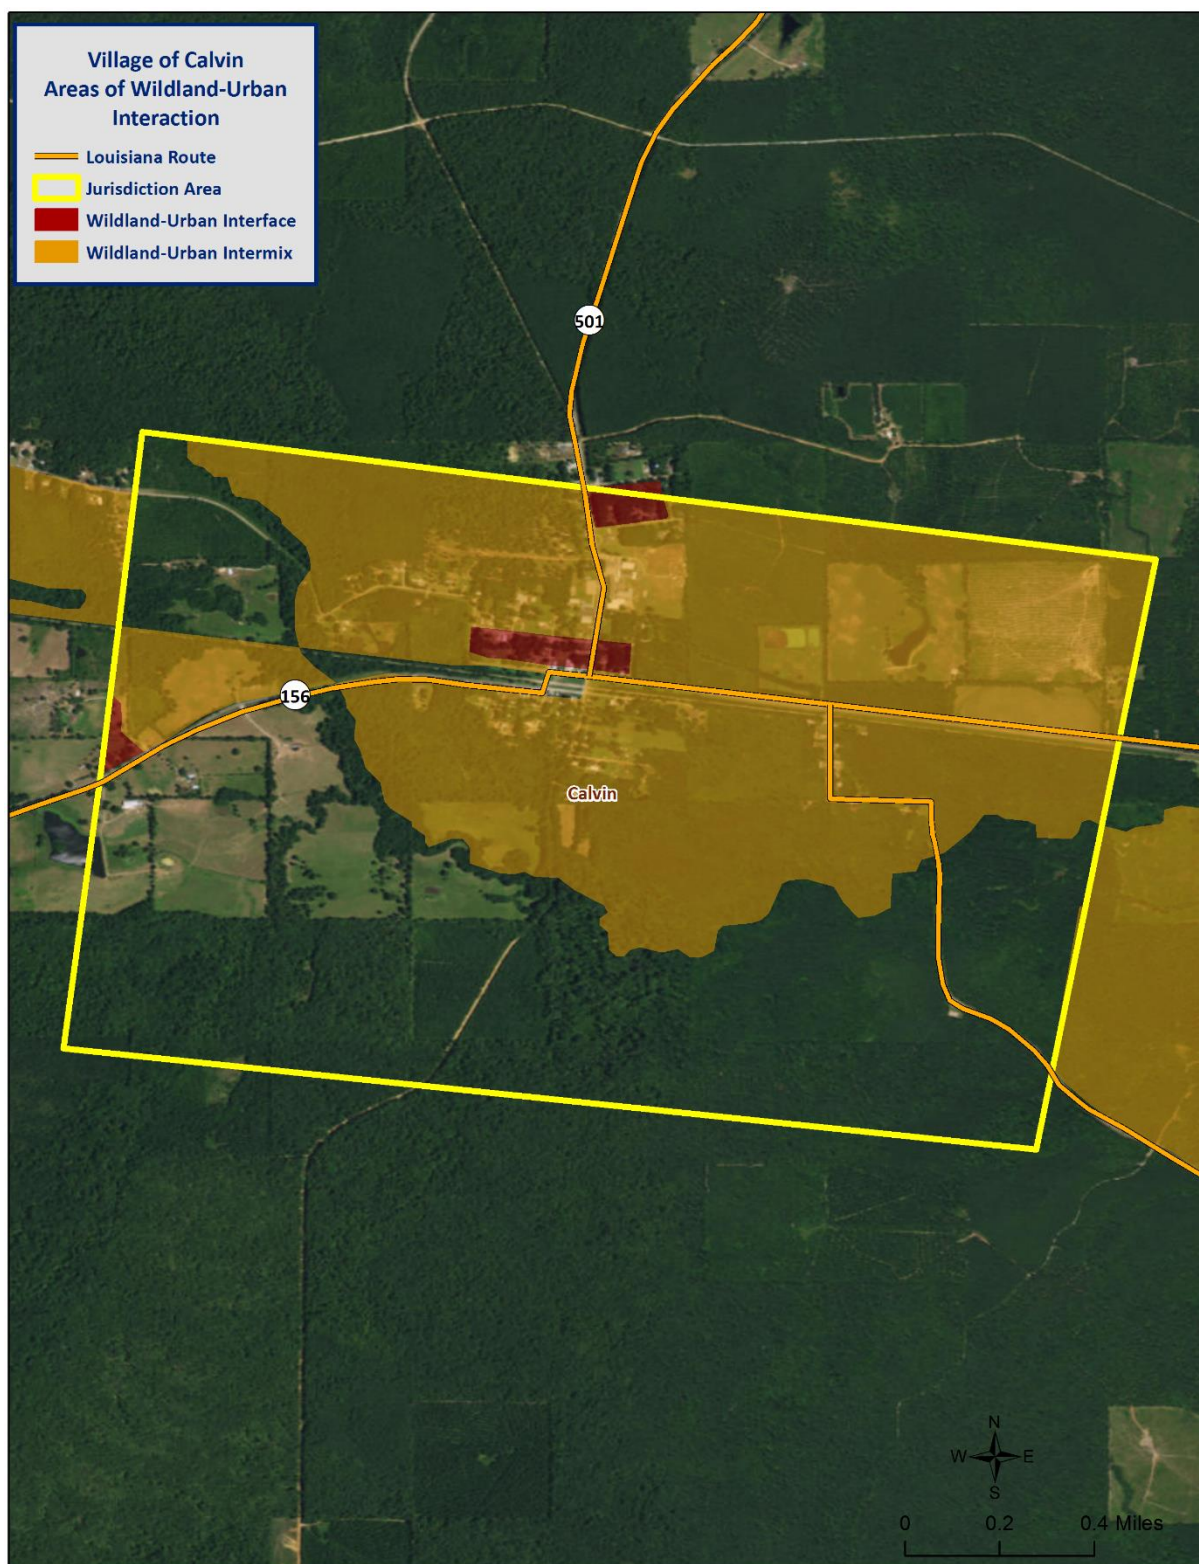 Village of Calvin
Areas of Wildland-Urban
Interaction
Louisiana Route
Jurisdiction Area
Wildland-Urban Interface
Wildland-Urban Intermix
501
156
Calvin
N
W E
S
0 0.2 0.4 Miles